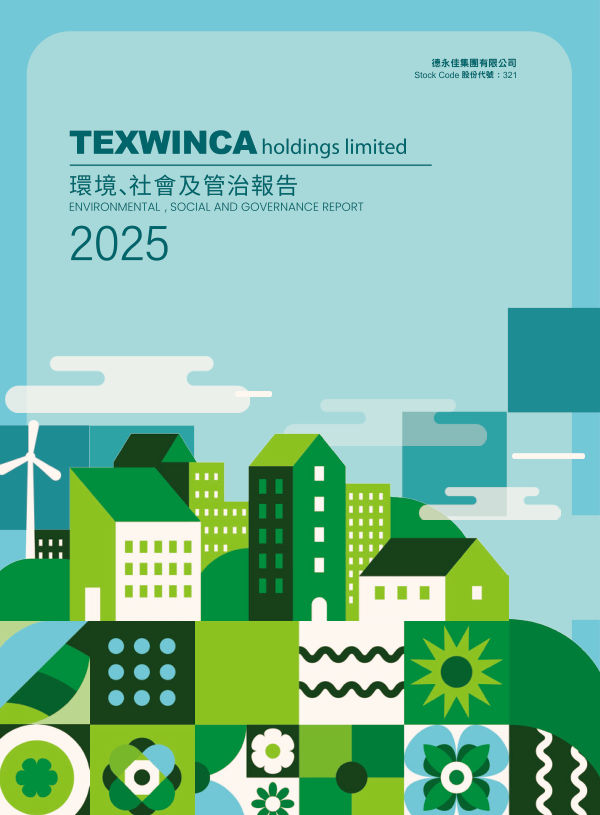 德永佳集團有限公司
Stock Code 股份代號：321
TEXWINCA holdings limited
環境、社會及管治報告
ENVIRONMENTAL , SOCIAL AND GOVERNANCE REPORT
2025